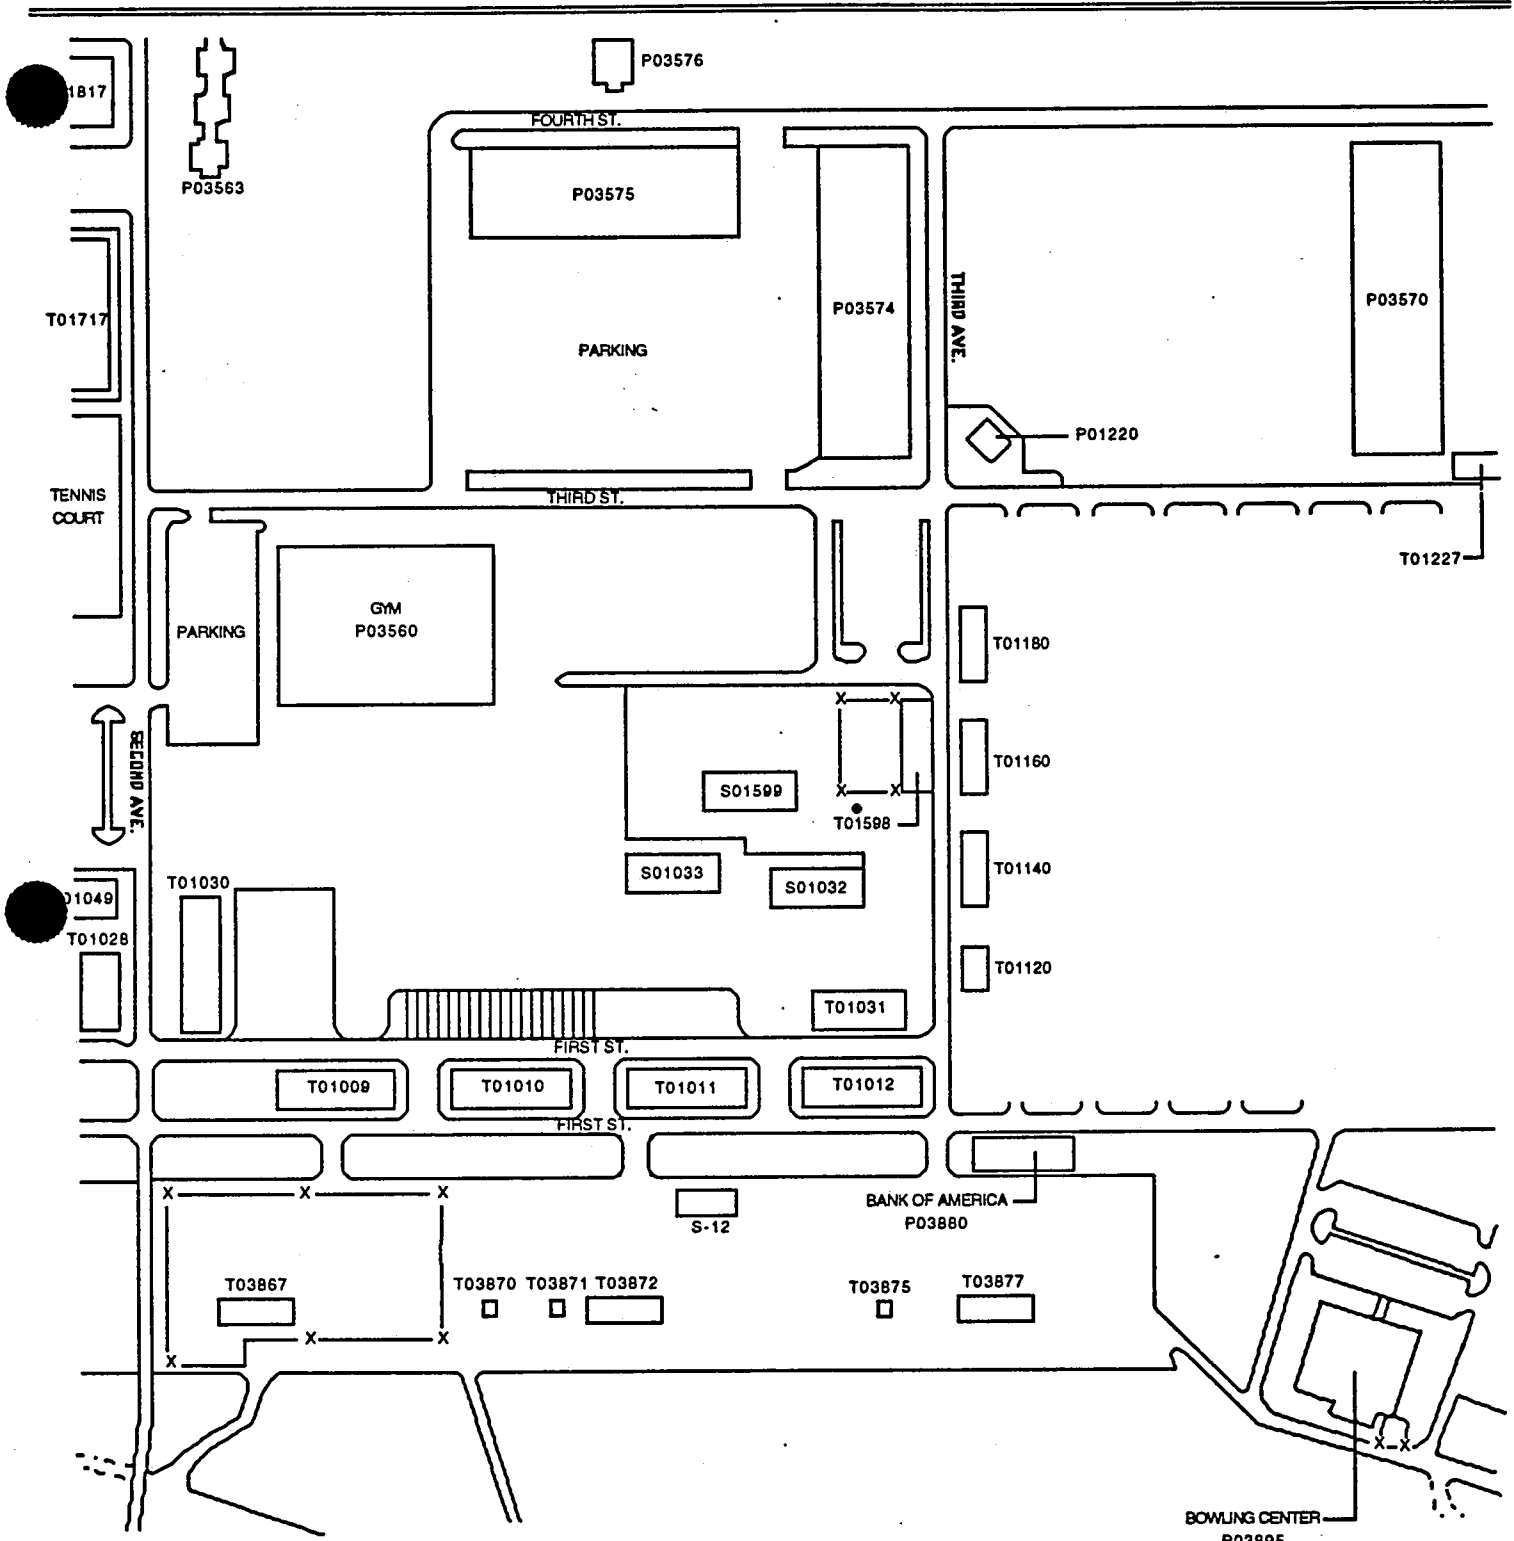 P03576
1817
FOURTH ST.
P03563
P03575
THIRD AVE.
P03574
P03570
T01717
PARKING
P01220
TENNIS
COURT
THIRD ST.
T01227
GYM
P03560
PARKING
T01180
SECOND AVE.
T01160
S01599
T01598
T01140
S01033
S01032
T01030
01049
T01028
T01120
T01031
FIRST ST.
T01009
T01010
T01011
T01012
FIRST ST.
X X X
BANK OF AMERICA
P03880
S-12
T03867
T03870
T03871
T03872
T03875
T03877
X X
X
X X
X X
X X
BOWLING CENTER
P03895